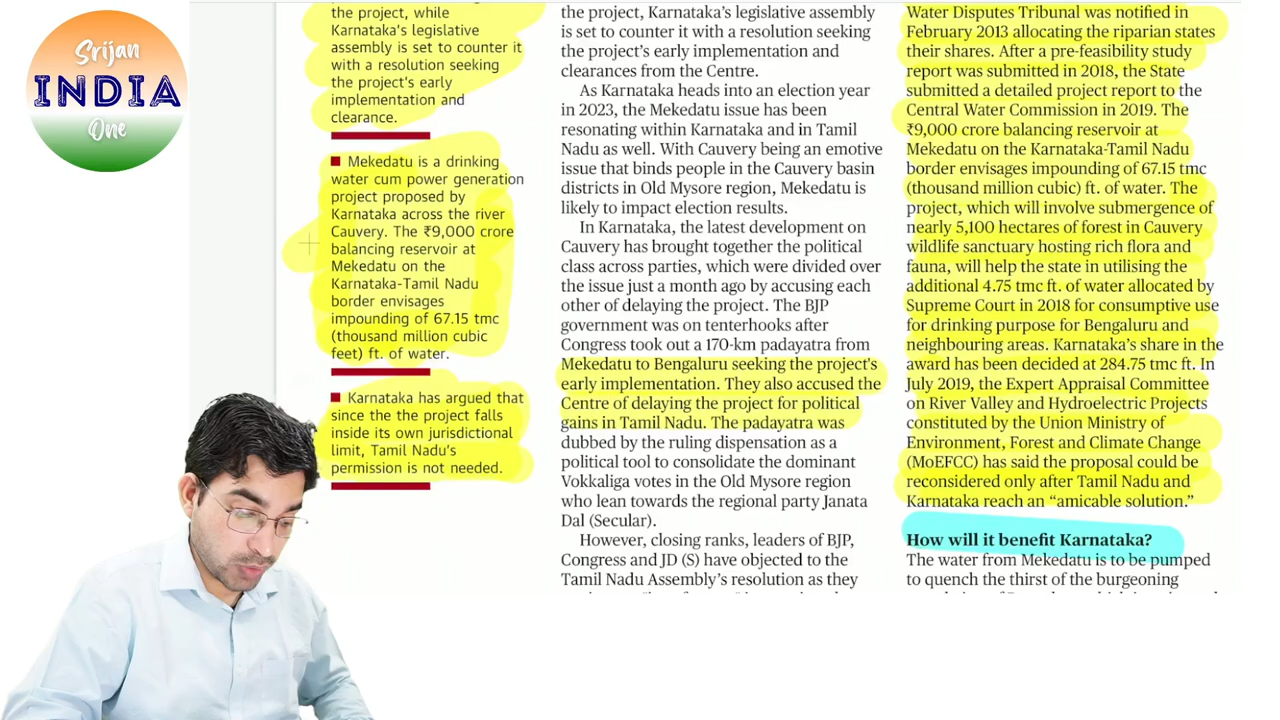 Srijan
INDIA
One
the project, while
Karnataka's legislative
assembly is set to counter it
with a resolution seeking
the project's early
implementation and
clearance.
Mekedatu is a drinking
water cum power generation
project proposed by
Karnataka across the river
Cauvery. The ₹9,000 crore
balancing reservoir at
Mekedatu on the
Karnataka-Tamil Nadu
border envisages
impounding of 67.15 tmc
(thousand million cubic
feet) ft. of water.
Karnataka has argued that
since the the project falls
inside its own jurisdictional
limit, Tamil Nadu's
permission is not needed.
the project, Karnataka's legislative assembly
is set to counter it with a resolution seeking
the project's early implementation and
clearances from the Centre.
As Karnataka heads into an election year
in 2023, the Mekedatu issue has been
resonating within Karnataka and in Tamil
Nadu as well. With Cauvery being an emotive
issue that binds people in the Cauvery basin
districts in Old Mysore region, Mekedatu is
likely to impact election results.
In Karnataka, the latest development on
Cauvery has brought together the political
class across parties, which were divided over
the issue just a month ago by accusing each
other of delaying the project. The BJP
government was on tenterhooks after
Congress took out a 170-km padayatra from
Mekedatu to Bengaluru seeking the project's
early implementation. They also accused the
Centre of delaying the project for political
gains in Tamil Nadu. The padayatra was
dubbed by the ruling dispensation as a
political tool to consolidate the dominant
Vokkaliga votes in the Old Mysore region
who lean towards the regional party Janata
Dal (Secular).
However, closing ranks, leaders of BJP,
Congress and JD (S) have objected to the
Tamil Nadu Assembly's resolution as they
Water Disputes Tribunal was notified in
February 2013 allocating the riparian states
their shares. After a pre-feasibility study
report was submitted in 2018, the State
submitted a detailed project report to the
Central Water Commission in 2019. The
₹9,000 crore balancing reservoir at
Mekedatu on the Karnataka-Tamil Nadu
border envisages impounding of 67.15 tmc
(thousand million cubic) ft. of water. The
project, which will involve submergence of
nearly 5,100 hectares of forest in Cauvery
wildlife sanctuary hosting rich flora and
fauna, will help the state in utilising the
additional 4.75 tmc ft. of water allocated by
Supreme Court in 2018 for consumptive use
for drinking purpose for Bengaluru and
neighbouring areas. Karnataka's share in the
award has been decided at 284.75 tmc ft. In
July 2019, the Expert Appraisal Committee
on River Valley and Hydroelectric Projects
constituted by the Union Ministry of
Environment, Forest and Climate Change
(MoEFCC) has said the proposal could be
reconsidered only after Tamil Nadu and
Karnataka reach an “amicable solution.”
How will it benefit Karnataka?
The water from Mekedatu is to be pumped
to quench the thirst of the burgeoning